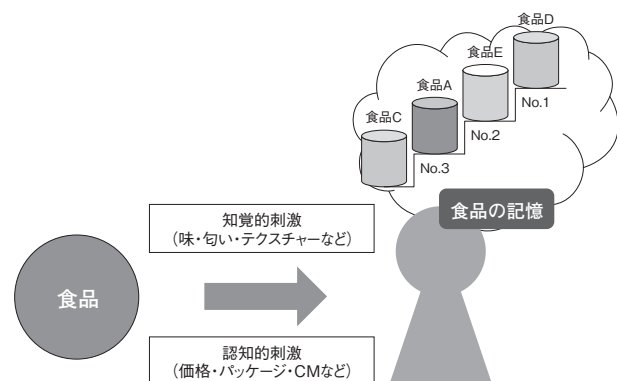 食品D
食品E
食品A
食品C
No.1
No.2
No.3
食品の記憶
知覚的刺激
（味・匂い・テクスチャーなど）
食品
認知的刺激
（価格・パッケージ・CMなど）